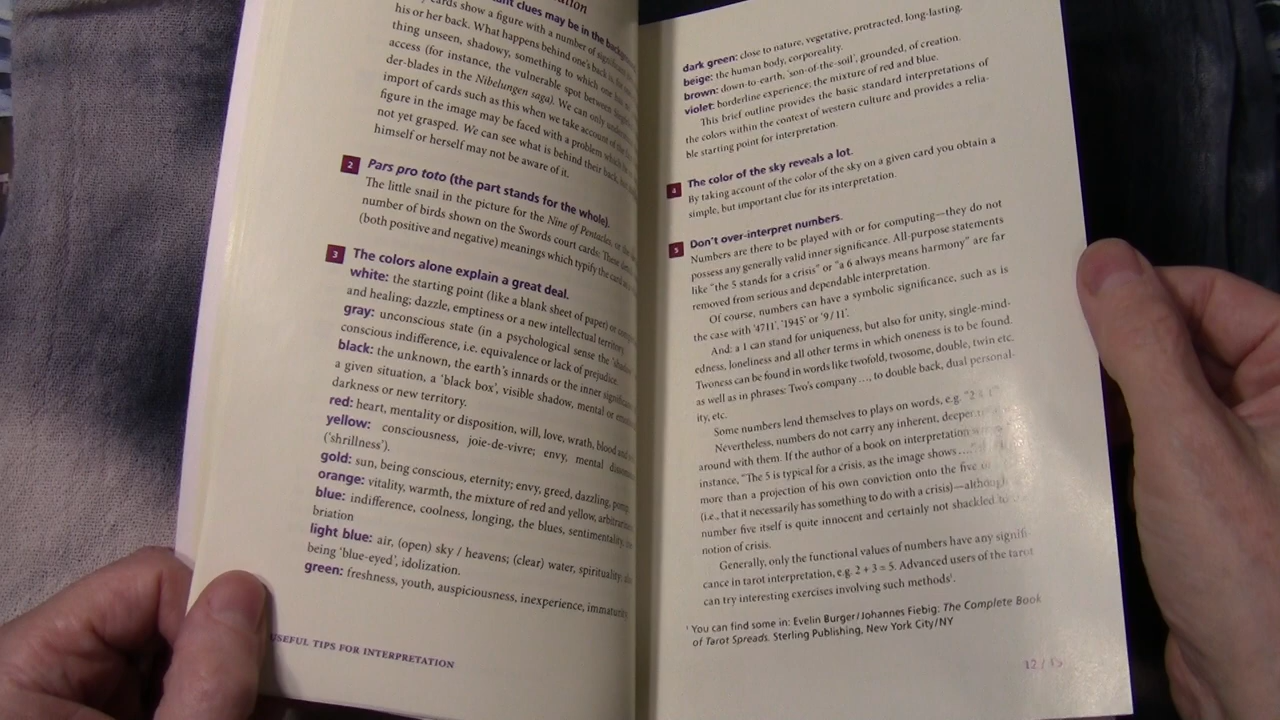 clues may be in the
cards show a figure with a number of
his or her back. What happens behind one's back is
thing unseen, shadowy, something to which one has
access (for instance, the vulnerable spot between
der-blades in the Nibelungen saga). We can only
import of cards such as this when we take account of the
figure in the image may be faced with a problem which
not yet grasped. We can see what is behind their back,
himself or herself may not be aware of it.
2 Pars pro toto (the part stands for the whole).
The little snail in the picture for the Nine of Pentacles, or the
number of birds shown on the Swords court cards: These
(both positive and negative) meanings which typify the card as
3 The colors alone explain a great deal.
white: the starting point (like a blank sheet of paper) or
and healing; dazzle, emptiness or a new intellectual territory.
gray: unconscious state (in a psychological sense the
conscious indifference, i.e. equivalence or lack of prejudice.
black: the unknown, the earth's innards or the inner
a given situation, a 'black box', visible shadow, mental or
darkness or new territory.
red: heart, mentality or disposition, will, love, wrath, blood
yellow: consciousness, joie-de-vivre; envy, mental
('shrillness').
gold: sun, being conscious, eternity; envy, greed, dazzling,
orange: vitality, warmth, the mixture of red and yellow,
blue: indifference, coolness, longing, the blues, sentimentality,
briation
light blue: air, (open) sky / heavens; (clear) water, spirituality;
being 'blue-eyed', idolization.
green: freshness, youth, auspiciousness, inexperience, immaturity
USEFUL TIPS FOR INTERPRETATION
dark green: close to nature, vegetative, protracted, long-lasting.
beige: the human body, corporeality.
brown: down-to-earth, 'son-of-the-soil', grounded, of creation.
violet: borderline experience, the mixture of red and blue.
This brief outline provides the basic standard interpretations of
the colors within the context of western culture and provides a relia-
ble starting point for interpretation.
4 The color of the sky reveals a lot.
By taking account of the color of the sky on a given card you obtain a
simple, but important clue for its interpretation.
5 Don't over-interpret numbers.
Numbers are there to be played with or for computing—they do not
possess any generally valid inner significance. All-purpose statements
like "the 5 stands for a crisis" or "a 6 always means harmony" are far
removed from serious and dependable interpretation.
Of course, numbers can have a symbolic significance, such as is
the case with '4711', '1945' or '9/11'.
And: a 1 can stand for uniqueness, but also for unity, single-mind-
edness, loneliness and all other terms in which oneness is to be found.
Twoness can be found in words like twofold, twosome, double, twin etc.
as well as in phrases: Two's company …, to double back, dual personal-
ity, etc.
Some numbers lend themselves to plays on words, e.g.
Nevertheless, numbers do not carry any inherent, deeper
around with them. If the author of a book on interpretation
instance, "The 5 is typical for a crisis, as the image shows …"
more than a projection of his own conviction onto the five
(i.e., that it necessarily has something to do with a crisis)—although
number five itself is quite innocent and certainly not shackled to
notion of crisis.
Generally, only the functional values of numbers have any signifi-
cance in tarot interpretation, e.g. 2 + 3 = 5. Advanced users of the tarot
can try interesting exercises involving such methods¹.
¹ You can find some in: Evelin Burger/Johannes Fiebig: The Complete Book
of Tarot Spreads. Sterling Publishing, New York City/NY
12 / 13